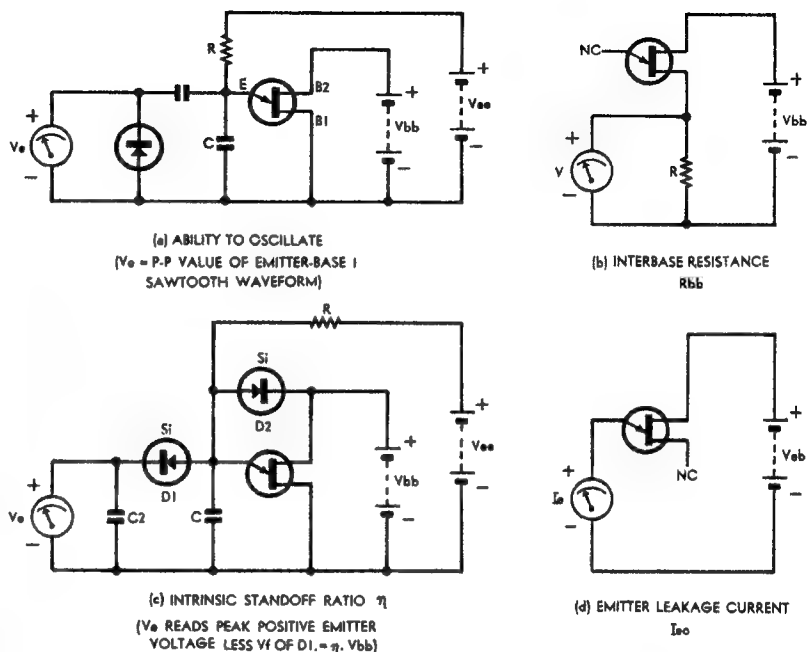 R
E
B2
B1
+
Ve
−
C
+
Vbb
−
+
Vee
−
(a) ABILITY TO OSCILLATE
(Ve = P-P VALUE OF EMITTER-BASE 1
SAWTOOTH WAVEFORM)
NC
+
V
−
R
+
Vbb
−
(b) INTERBASE RESISTANCE
Rbb
R
Si
D2
Si
D1
+
Ve
−
C2
C
+
Vbb
−
+
Vee
−
(c) INTRINSIC STANDOFF RATIO η
(Ve READS PEAK POSITIVE EMITTER
VOLTAGE LESS Vf OF D1, = η. Vbb)
+
Ie
−
NC
+
Veb
−
(d) EMITTER LEAKAGE CURRENT
Ieo